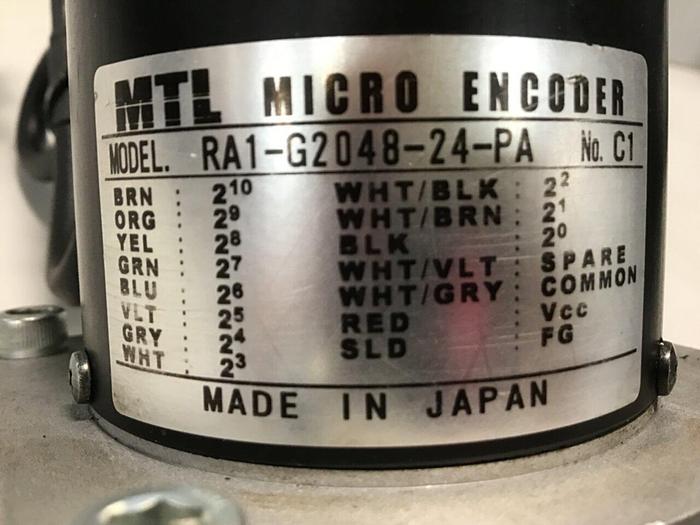 MTL MICRO ENCODER
MODEL. RA1-G2048-24-PA No. C1
BRN : 2¹⁰ WHT/BLK : 2²
ORG : 2⁹ WHT/BRN : 2¹
YEL : 2⁸ BLK : 2⁰
GRN : 2⁷ WHT/VLT : SPARE
BLU : 2⁶ WHT/GRY : COMMON
VLT : 2⁵ RED : Vcc
GRY : 2⁴ SLD : FG
WHT : 2³
MADE IN JAPAN